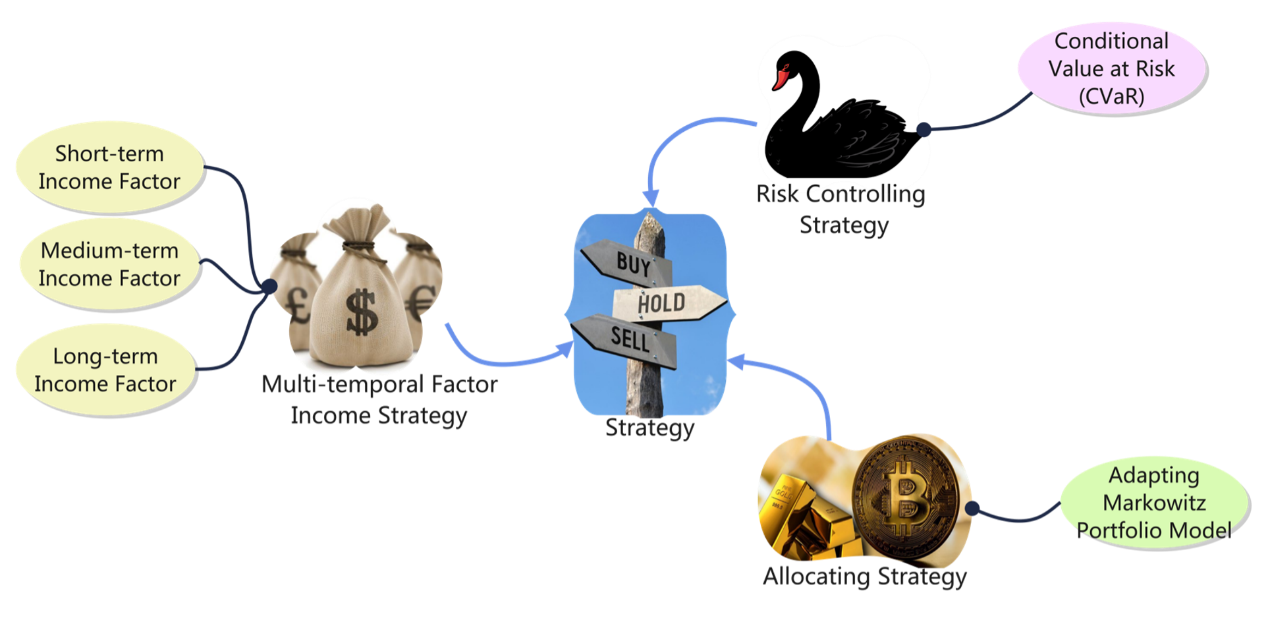 Conditional
Value at Risk
(CVaR)
Short-term
Income Factor
Medium-term
Income Factor
Long-term
Income Factor
£
$
€
Multi-temporal Factor
Income Strategy
Risk Controlling
Strategy
BUY
HOLD
SELL
Strategy
GOLD
B
Allocating Strategy
Adapting
Markowitz
Portfolio Model